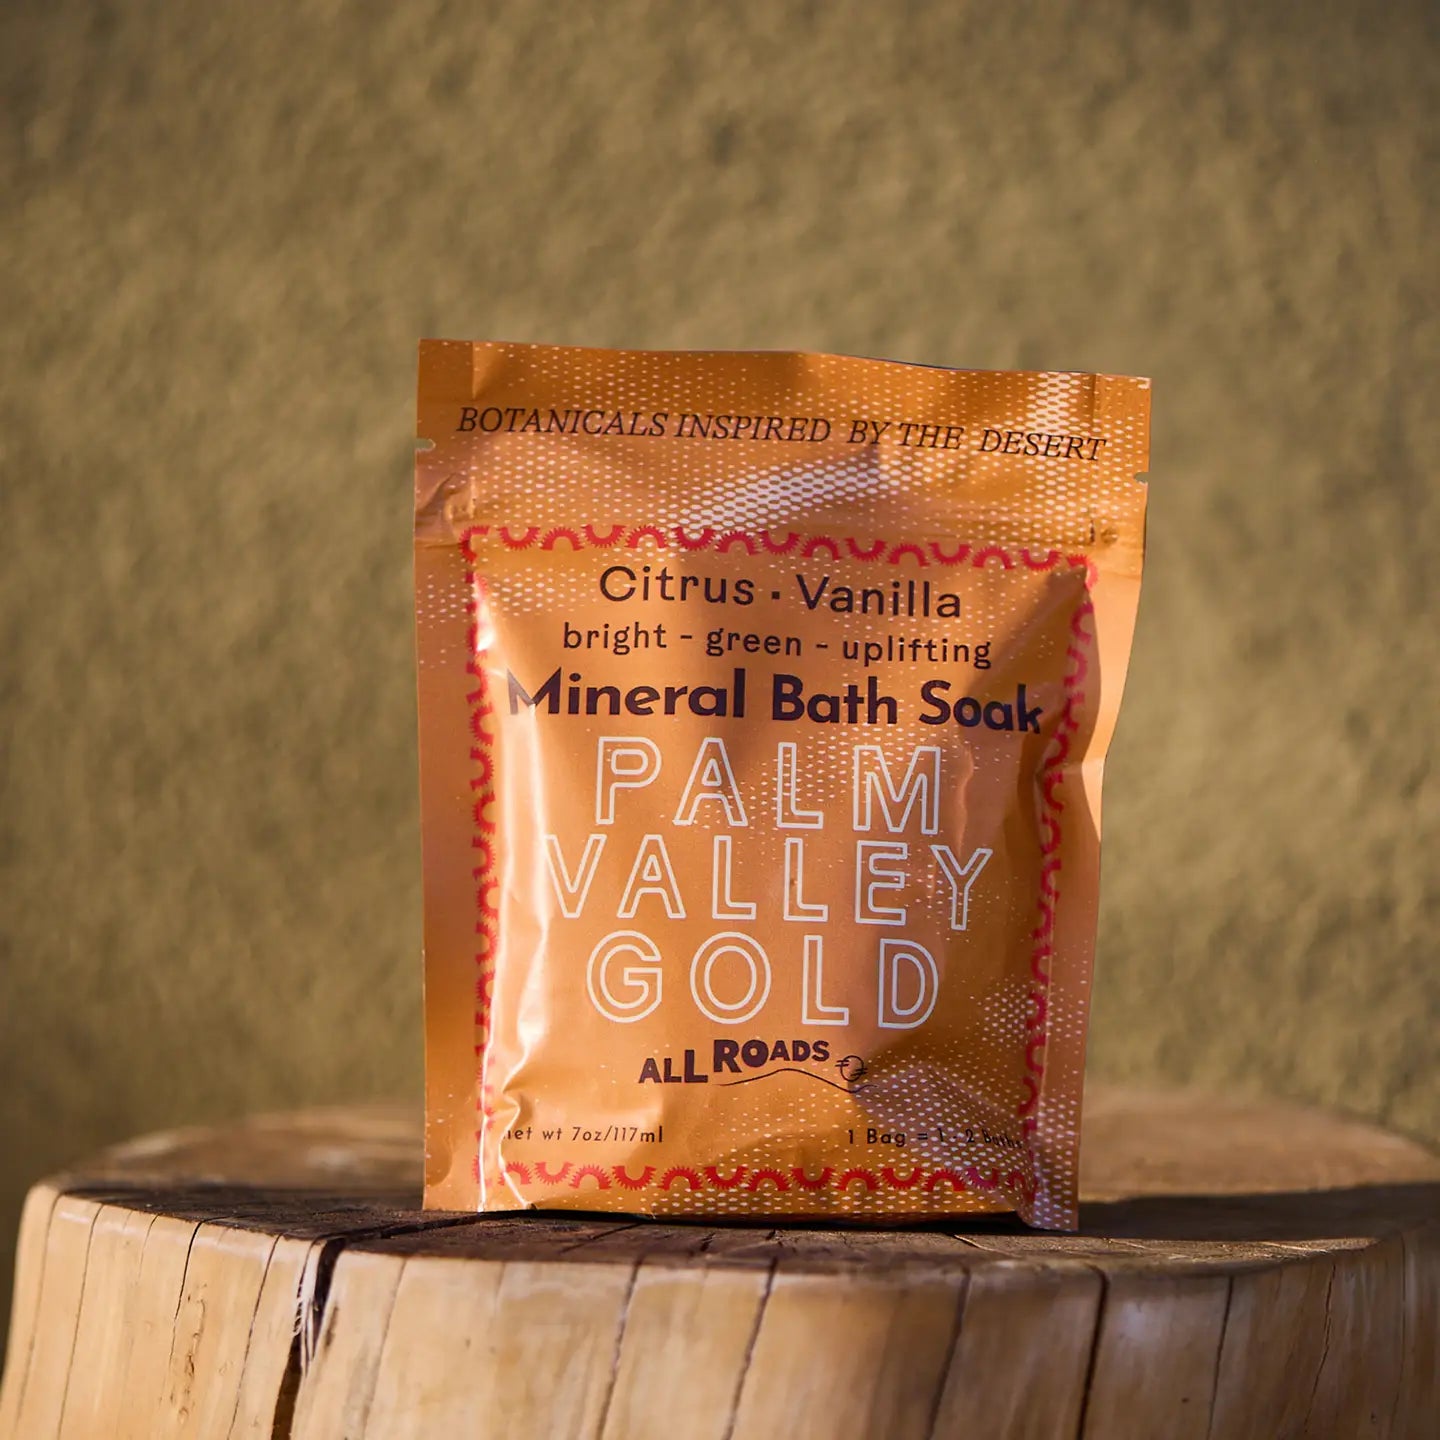 BOTANICALS INSPIRED BY THE DESERT
Citrus · Vanilla
bright - green - uplifting
Mineral Bath Soak
PALM
VALLEY
GOLD
ALL ROADS
net wt 7oz/117ml
1 Bag = 1 - 2 Baths